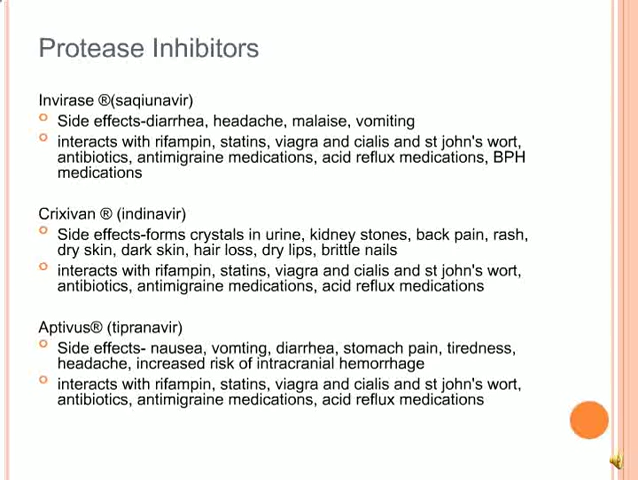 Protease Inhibitors
Invirase ®(saqiunavir)
Side effects-diarrhea, headache, malaise, vomiting
interacts with rifampin, statins, viagra and cialis and st john's wort,
antibiotics, antimigraine medications, acid reflux medications, BPH
medications
Crixivan ® (indinavir)
Side effects-forms crystals in urine, kidney stones, back pain, rash,
dry skin, dark skin, hair loss, dry lips, brittle nails
interacts with rifampin, statins, viagra and cialis and st john's wort,
antibiotics, antimigraine medications, acid reflux medications
Aptivus® (tipranavir)
Side effects- nausea, vomting, diarrhea, stomach pain, tiredness,
headache, increased risk of intracranial hemorrhage
interacts with rifampin, statins, viagra and cialis and st john's wort,
antibiotics, antimigraine medications, acid reflux medications